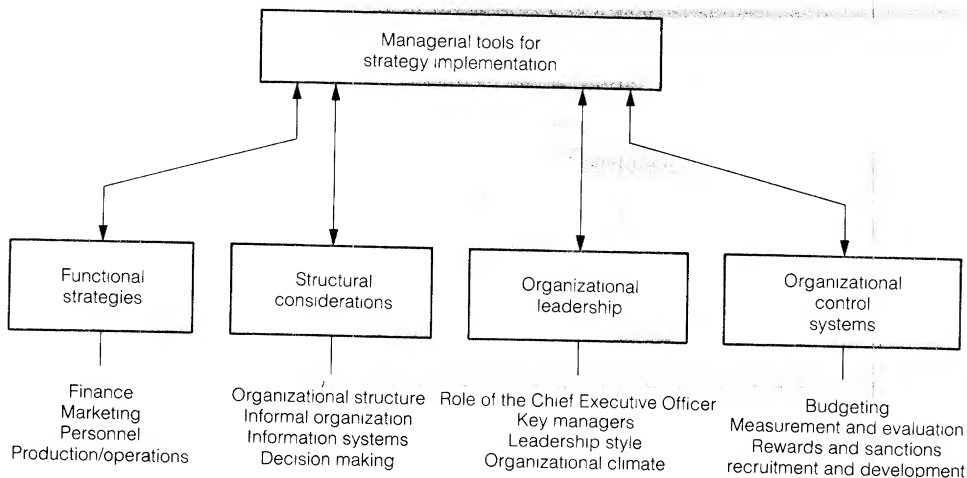 Managerial tools for
strategy implementation
Functional
strategies
Structural
considerations
Organizational
leadership
Organizational
control
systems
Finance
Marketing
Personnel
Production/operations
Organizational structure
Informal organization
Information systems
Decision making
Role of the Chief Executive Officer
Key managers
Leadership style
Organizational climate
Budgeting
Measurement and evaluation
Rewards and sanctions
recruitment and development